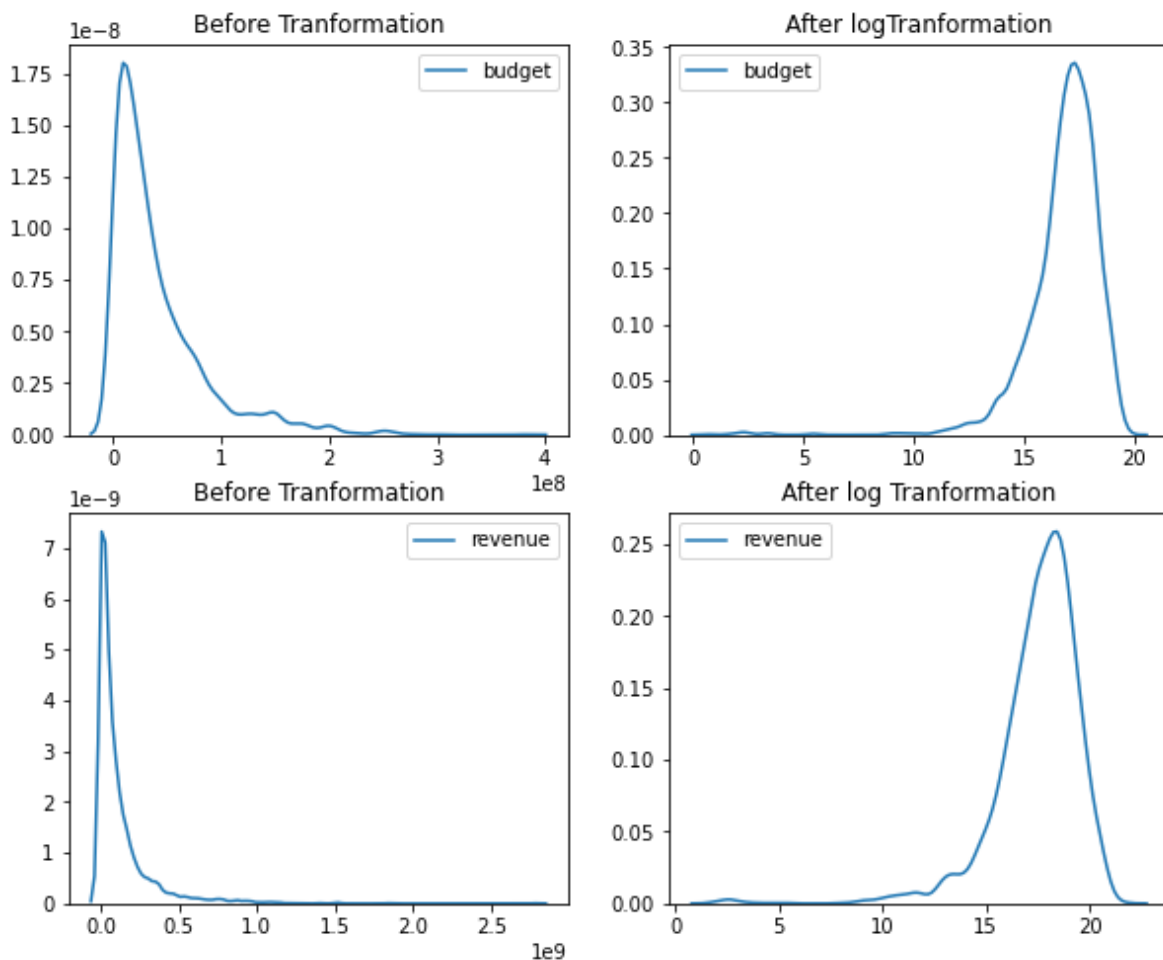 Before Tranformation
1e−8
budget
1.75
1.50
1.25
1.00
0.75
0.50
0.25
0.00
0 1 2 3 4
1e8
After logTranformation
budget
0.35
0.30
0.25
0.20
0.15
0.10
0.05
0.00
0 5 10 15 20
Before Tranformation
1e−9
revenue
7
6
5
4
3
2
1
0
0.0 0.5 1.0 1.5 2.0 2.5
1e9
After log Tranformation
revenue
0.25
0.20
0.15
0.10
0.05
0.00
0 5 10 15 20